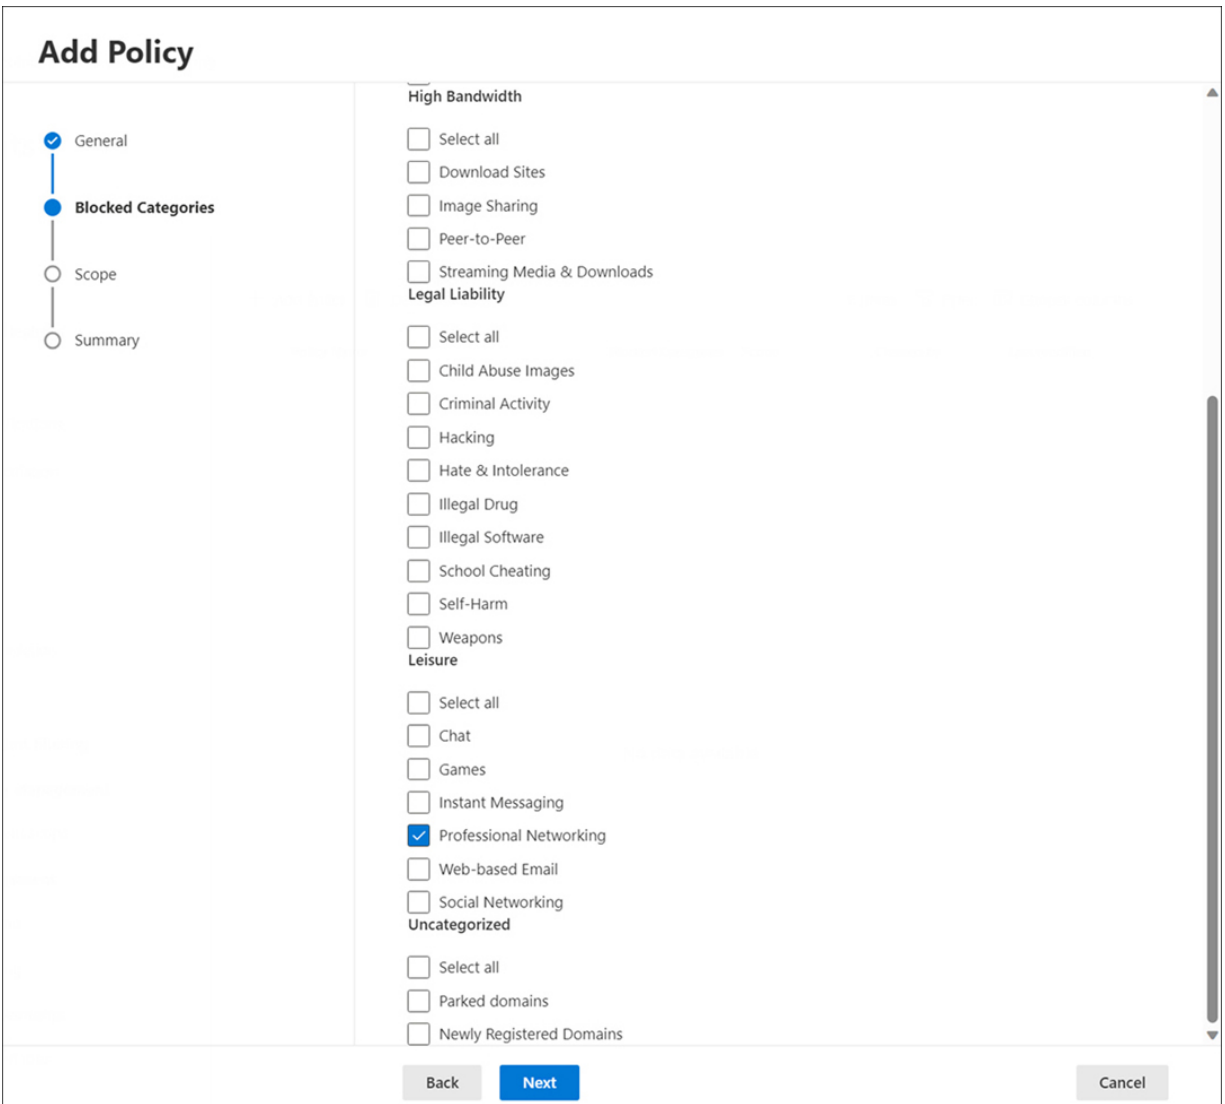 Add Policy
General
Blocked Categories
Scope
Summary
High Bandwidth
Select all
Download Sites
Image Sharing
Peer-to-Peer
Streaming Media & Downloads
Legal Liability
Select all
Child Abuse Images
Criminal Activity
Hacking
Hate & Intolerance
Illegal Drug
Illegal Software
School Cheating
Self-Harm
Weapons
Leisure
Select all
Chat
Games
Instant Messaging
Professional Networking
Web-based Email
Social Networking
Uncategorized
Select all
Parked domains
Newly Registered Domains
Back
Next
Cancel